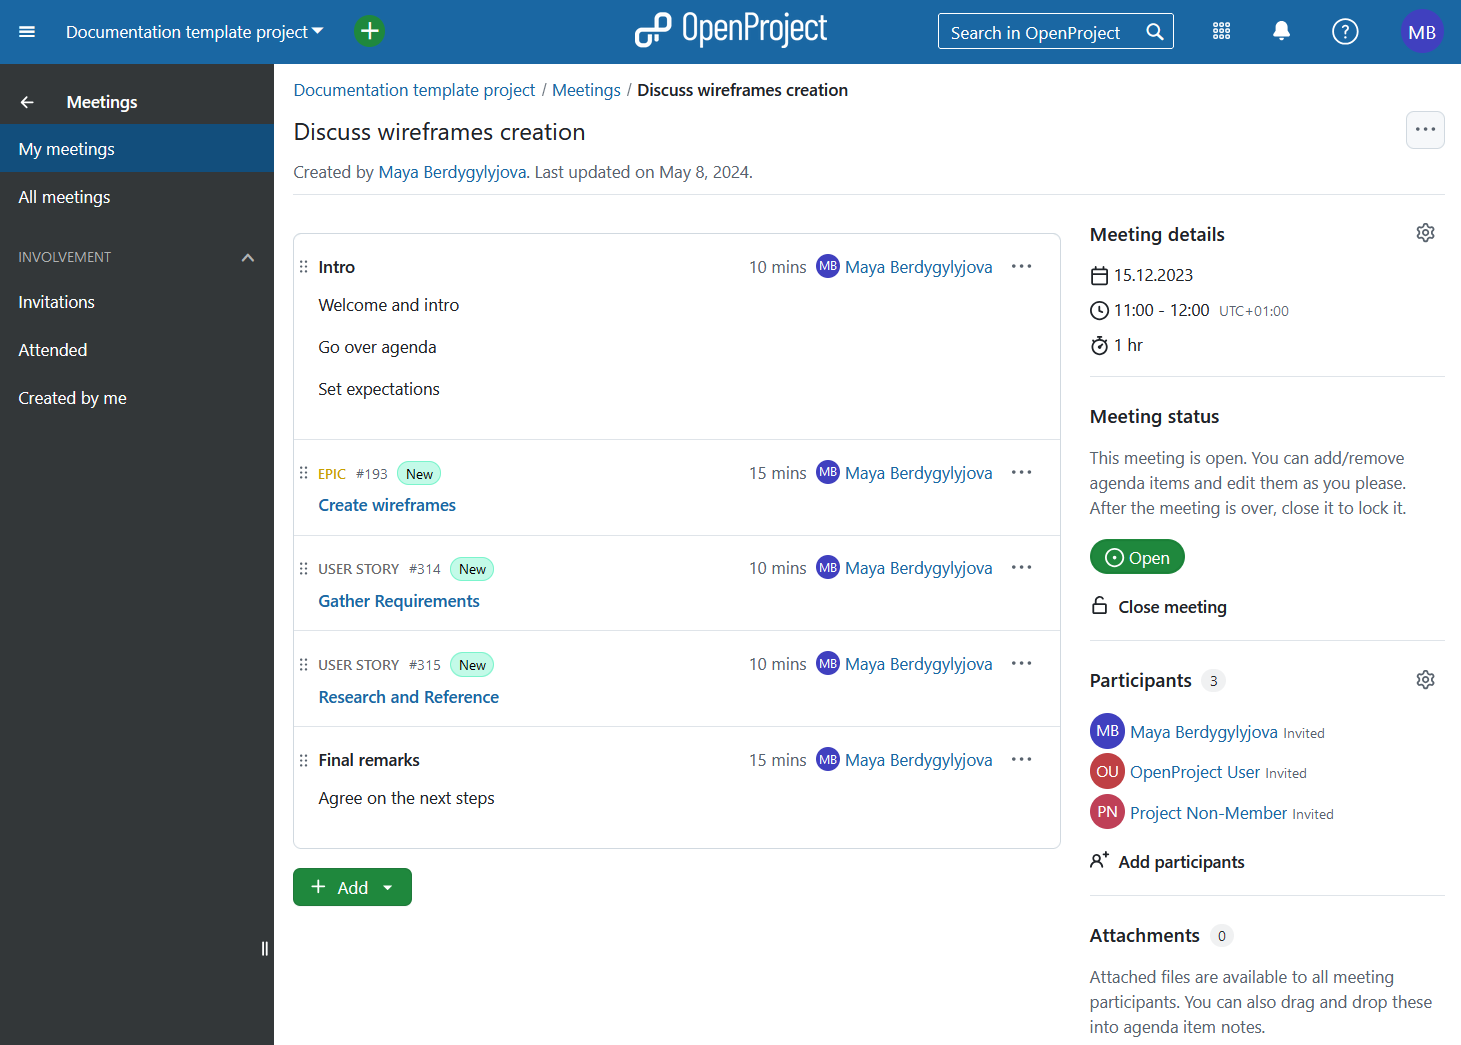 Documentation template project
OpenProject
Search in OpenProject
?
MB
Meetings
My meetings
All meetings
INVOLVEMENT
Invitations
Attended
Created by me
Documentation template project / Meetings / Discuss wireframes creation
Discuss wireframes creation
Created by Maya Berdygylyjova. Last updated on May 8, 2024.
Intro 10 mins MB Maya Berdygylyjova
Welcome and intro
Go over agenda
Set expectations
EPIC #193 New 15 mins MB Maya Berdygylyjova
Create wireframes
USER STORY #314 New 10 mins MB Maya Berdygylyjova
Gather Requirements
USER STORY #315 New 10 mins MB Maya Berdygylyjova
Research and Reference
Final remarks 15 mins MB Maya Berdygylyjova
Agree on the next steps
Add
Meeting details
15.12.2023
11:00 - 12:00 UTC+01:00
1 hr
Meeting status
This meeting is open. You can add/remove
agenda items and edit them as you please.
After the meeting is over, close it to lock it.
Open
Close meeting
Participants 3
MB Maya Berdygylyjova Invited
OU OpenProject User Invited
PN Project Non-Member Invited
Add participants
Attachments 0
Attached files are available to all meeting
participants. You can also drag and drop these
into agenda item notes.